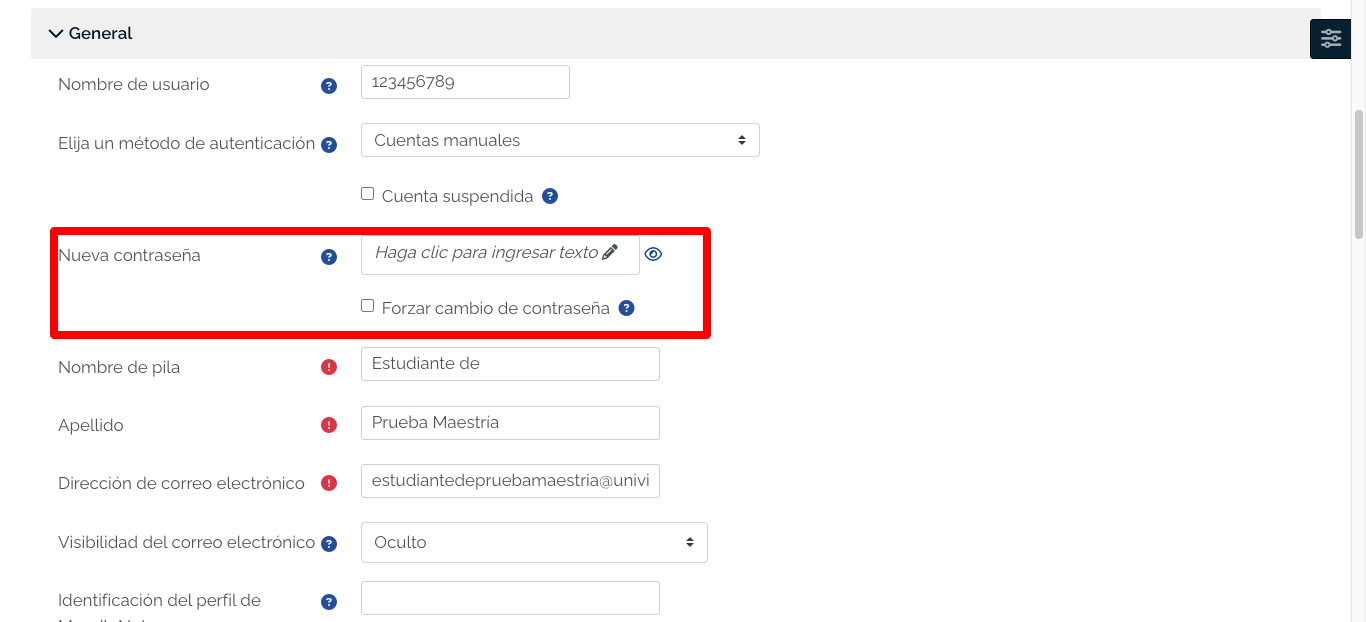 General
Nombre de usuario
123456789
Elija un método de autenticación
Cuentas manuales
Cuenta suspendida
Nueva contraseña
Haga clic para ingresar texto
Forzar cambio de contraseña
Nombre de pila
Estudiante de
Apellido
Prueba Maestría
Dirección de correo electrónico
estudiantedepruebamaestria@univi
Visibilidad del correo electrónico
Oculto
Identificación del perfil de